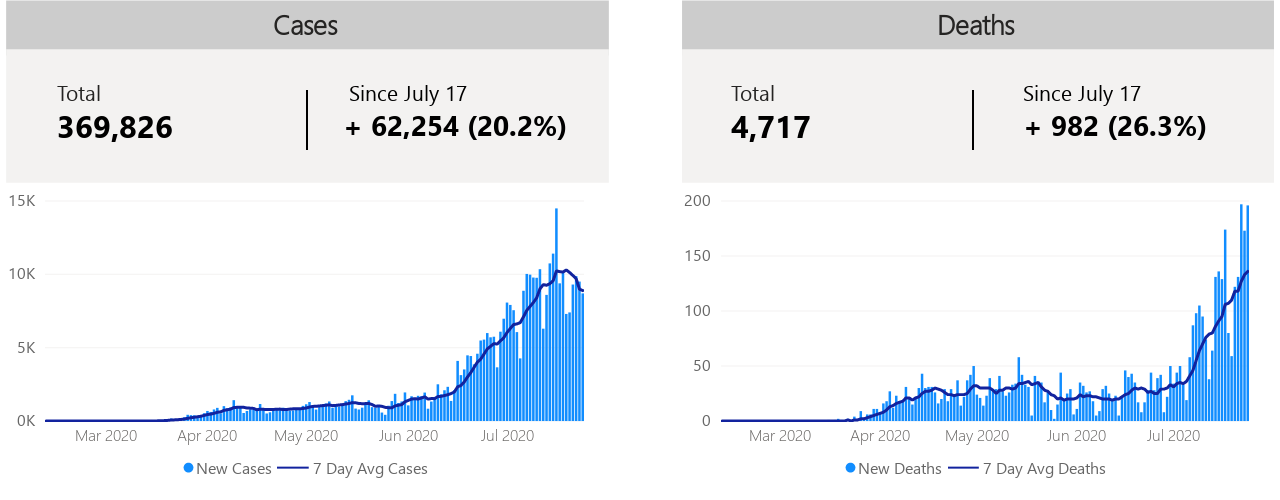 Cases
Total
369,826
Since July 17
+ 62,254 (20.2%)
15K
10K
5K
0K
Mar 2020 Apr 2020 May 2020 Jun 2020 Jul 2020
New Cases 7 Day Avg Cases
Deaths
Total
4,717
Since July 17
+ 982 (26.3%)
200
150
100
50
0
Mar 2020 Apr 2020 May 2020 Jun 2020 Jul 2020
New Deaths 7 Day Avg Deaths